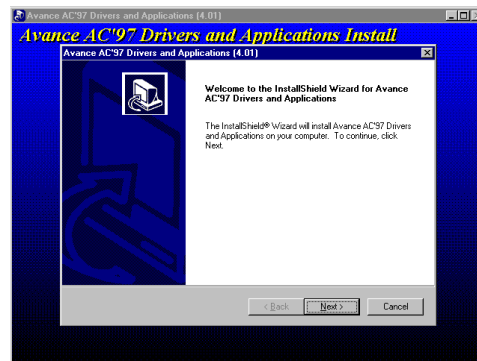 Avance AC'97 Drivers and Applications (4.01)
Avance AC'97 Drivers and Applications Install
Avance AC'97 Drivers and Applications (4.01)
Welcome to the InstallShield Wizard for Avance
AC'97 Drivers and Applications
The InstallShield® Wizard will install Avance AC'97 Drivers
and Applications on your computer. To continue, click
Next.
< Back
Next >
Cancel